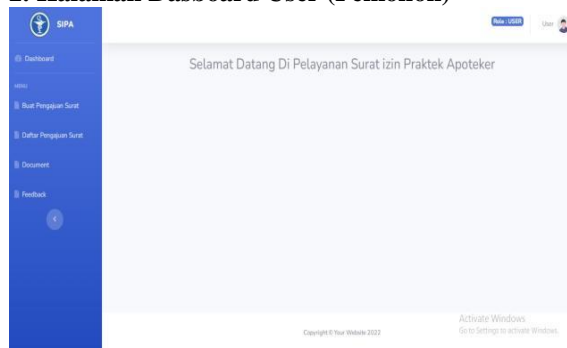 SIPA
Role : USER
User
Dashboard
Selamat Datang Di Pelayanan Surat izin Praktek Apoteker
MENU
Buat Pengajuan Surat
Daftar Pengajuan Surat
Document
Feedback
Activate Windows
Go to Settings to activate Windows.
Copyright © Your Website 2022